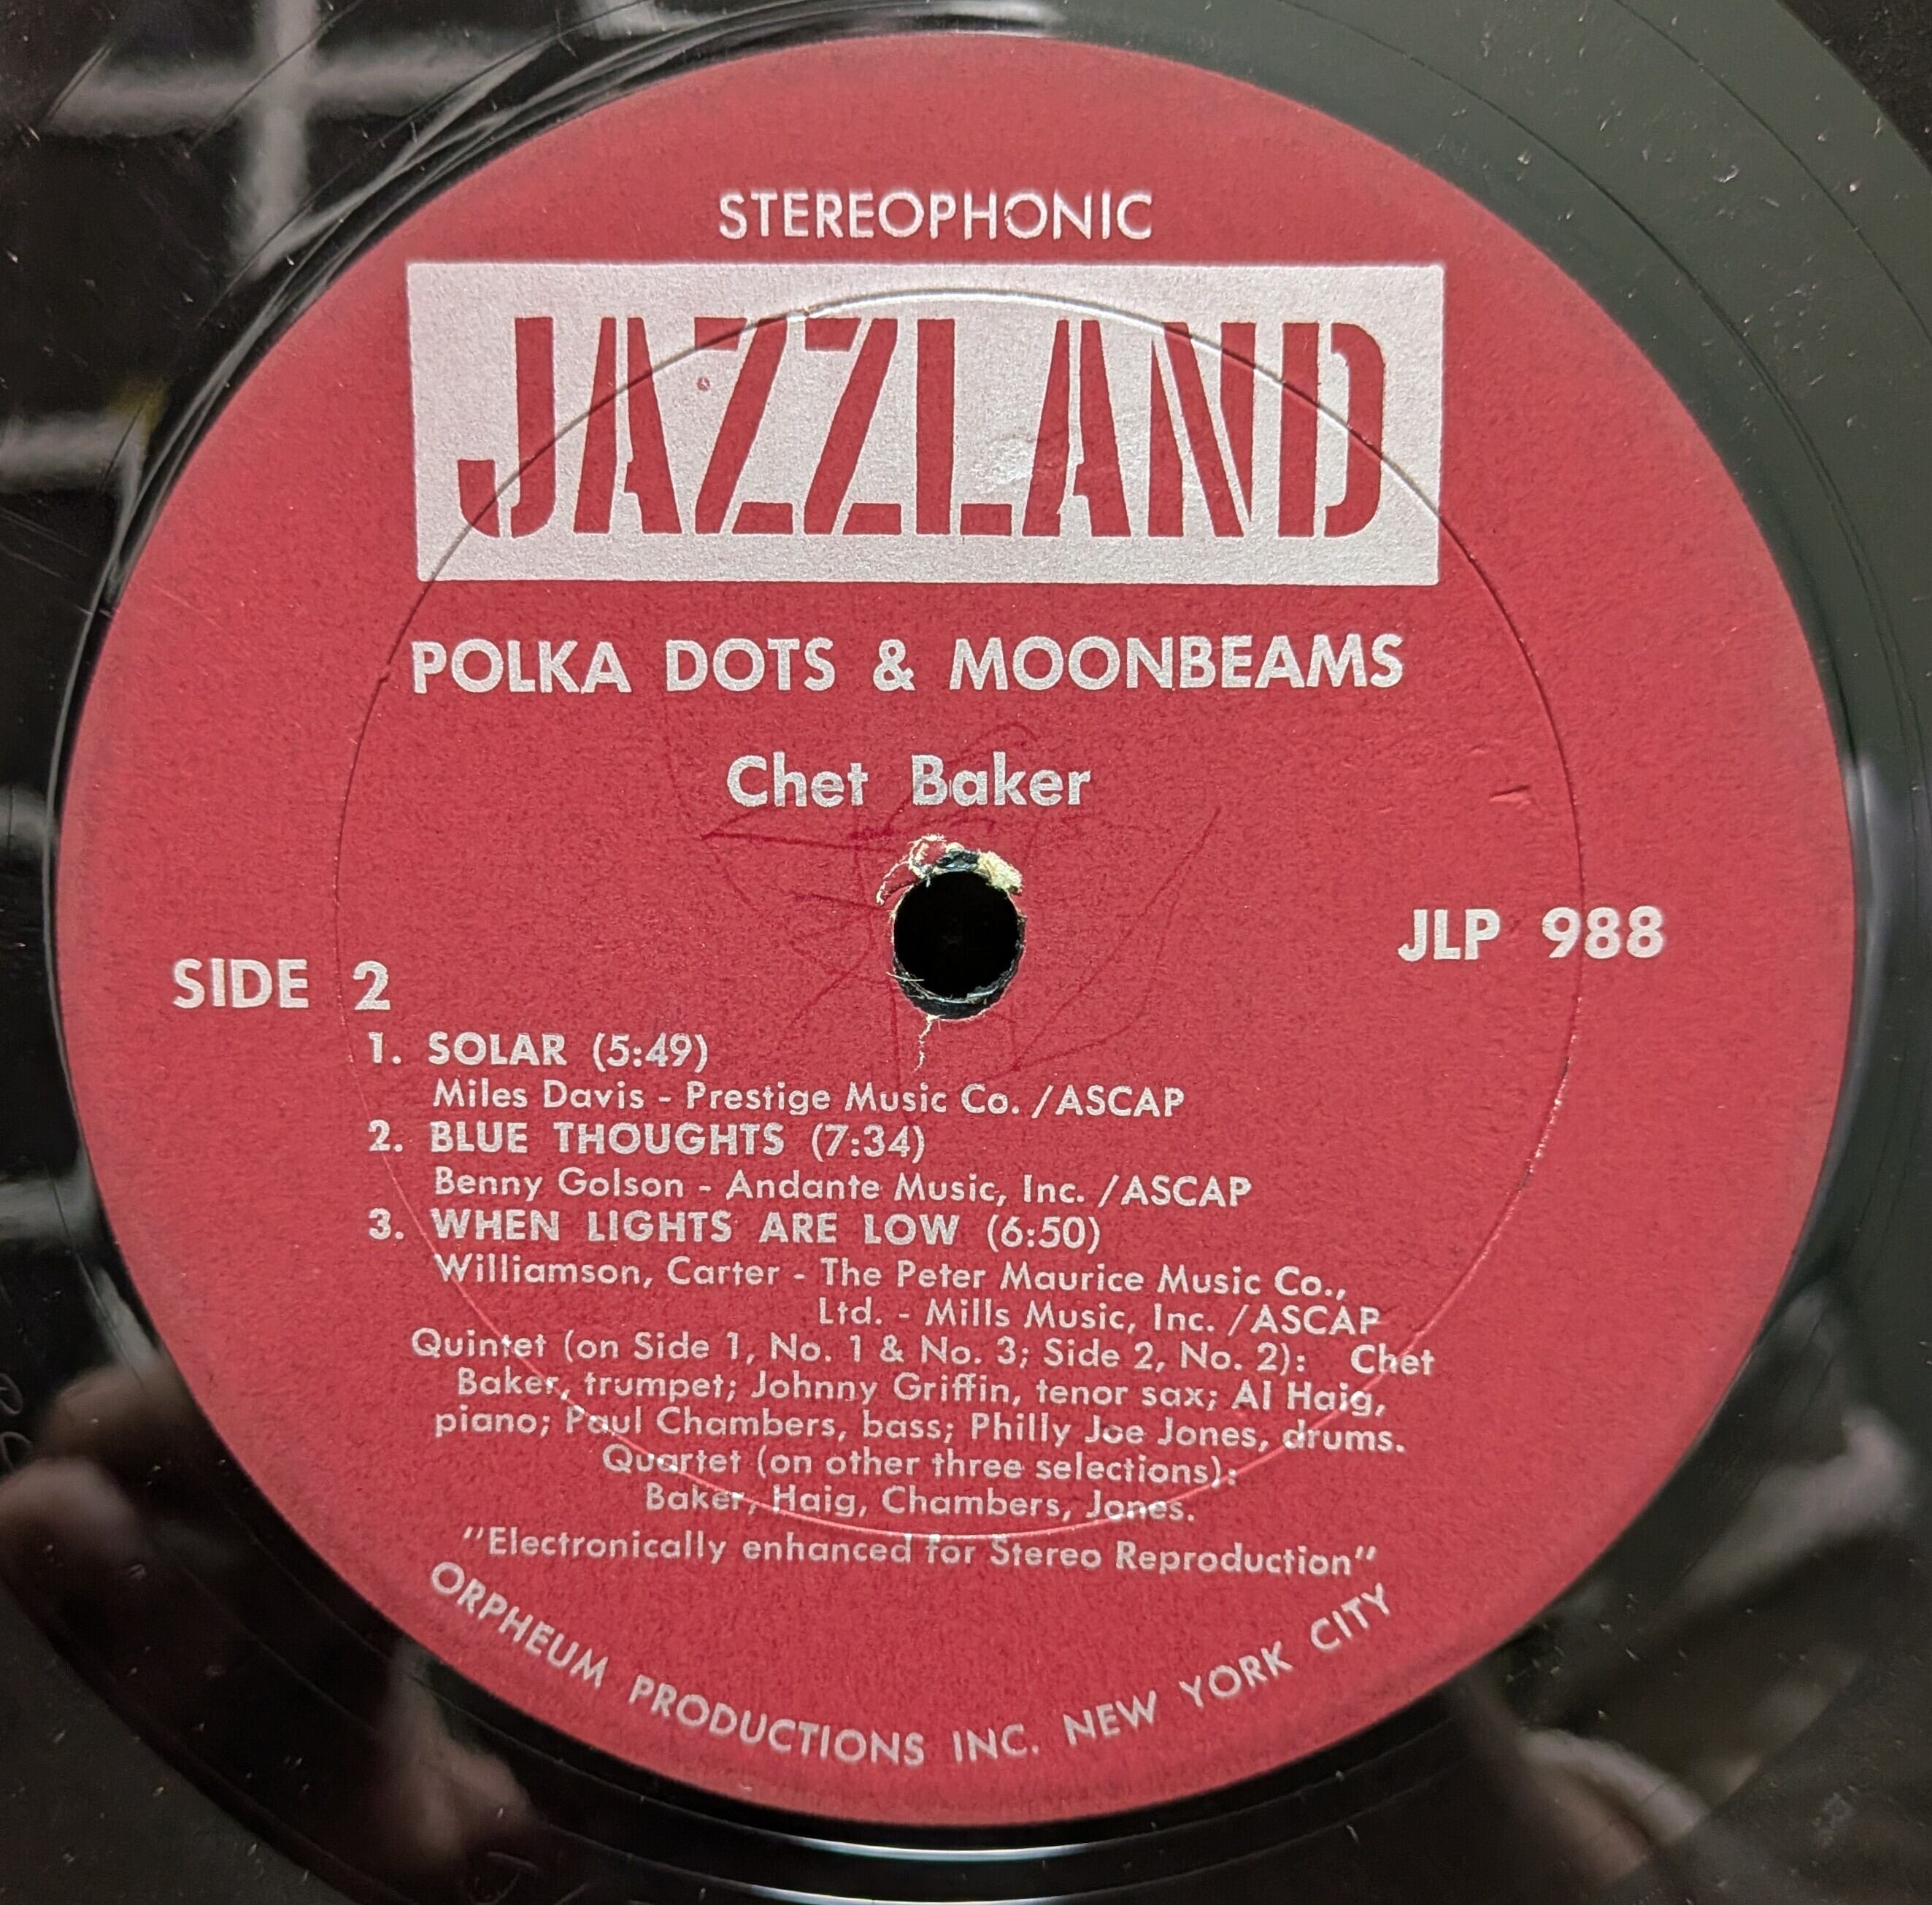 STEREOPHONIC
JAZZLAND
POLKA DOTS & MOONBEAMS
Chet Baker
JLP 988
SIDE 2
1. SOLAR (5:49)
Miles Davis - Prestige Music Co. /ASCAP
2. BLUE THOUGHTS (7:34)
Benny Golson - Andante Music, Inc. /ASCAP
3. WHEN LIGHTS ARE LOW (6:50)
Williamson, Carter - The Peter Maurice Music Co.,
Ltd. - Mills Music, Inc. /ASCAP
Quintet (on Side 1, No. 1 & No. 3; Side 2, No. 2): Chet
Baker, trumpet; Johnny Griffin, tenor sax; Al Haig,
piano; Paul Chambers, bass; Philly Joe Jones, drums.
Quartet (on other three selections):
Baker, Haig, Chambers, Jones.
"Electronically enhanced for Stereo Reproduction"
ORPHEUM PRODUCTIONS INC. NEW YORK CITY